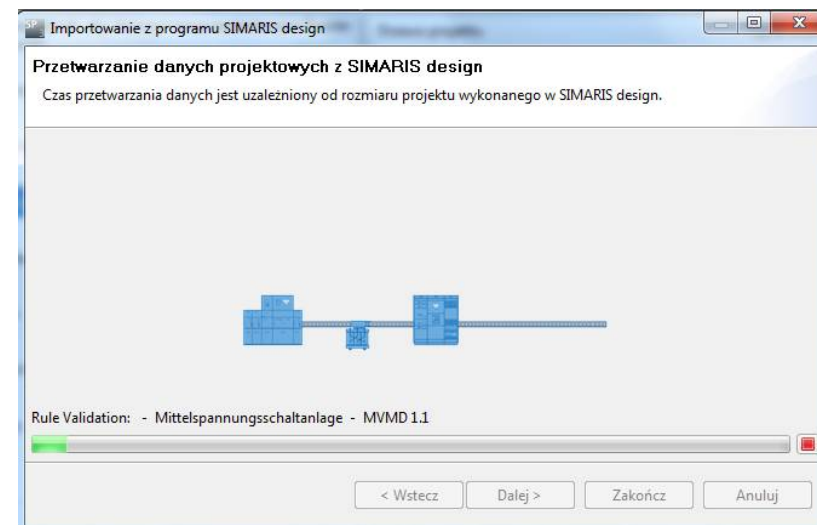 Importowanie z programu SIMARIS design
Przetwarzanie danych projektowych z SIMARIS design
Czas przetwarzania danych jest uzależniony od rozmiaru projektu wykonanego w SIMARIS design.
Rule Validation: - Mittelspannungsschaltanlage - MVMD 1.1
< Wstecz Dalej > Zakończ Anuluj